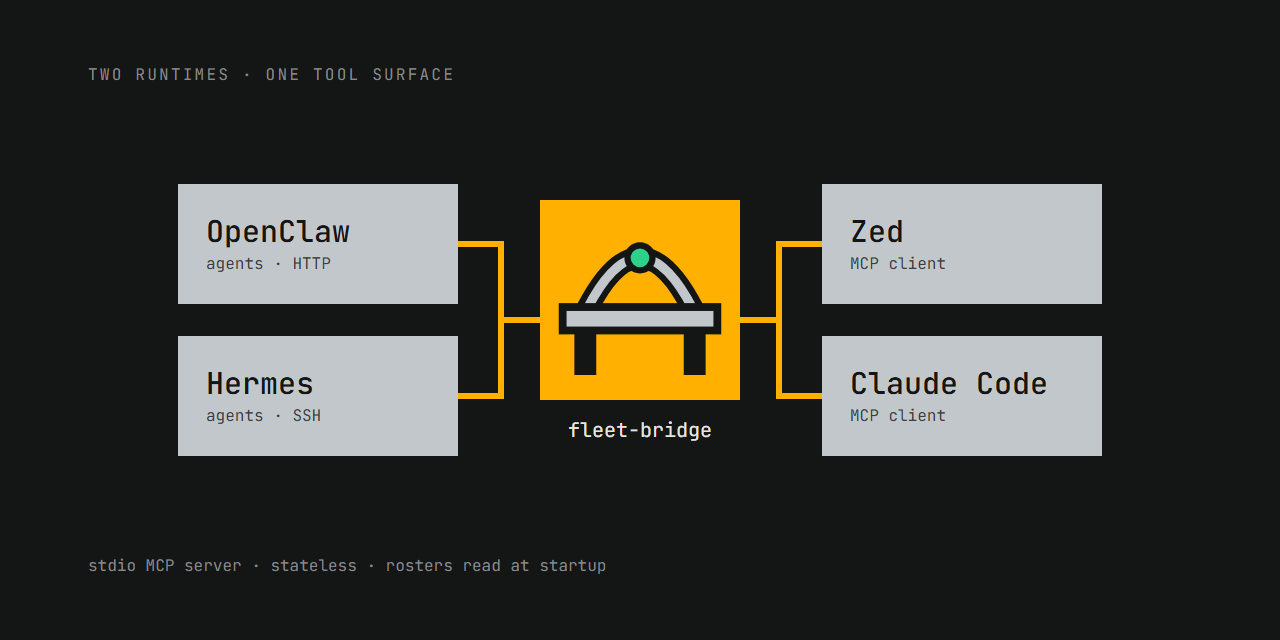 TWO RUNTIMES · ONE TOOL SURFACE
OpenClaw
agents · HTTP
Hermes
agents · SSH
fleet-bridge
Zed
MCP client
Claude Code
MCP client
stdio MCP server · stateless · rosters read at startup